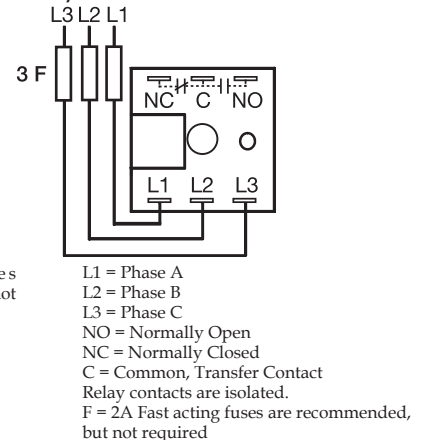 L3 L2 L1
3 F
NC C NO
L1 L2 L3
L1 = Phase A
L2 = Phase B
L3 = Phase C
NO = Normally Open
NC = Normally Closed
C = Common, Transfer Contact
Relay contacts are isolated.
F = 2A Fast acting fuses are recommended,
but not required